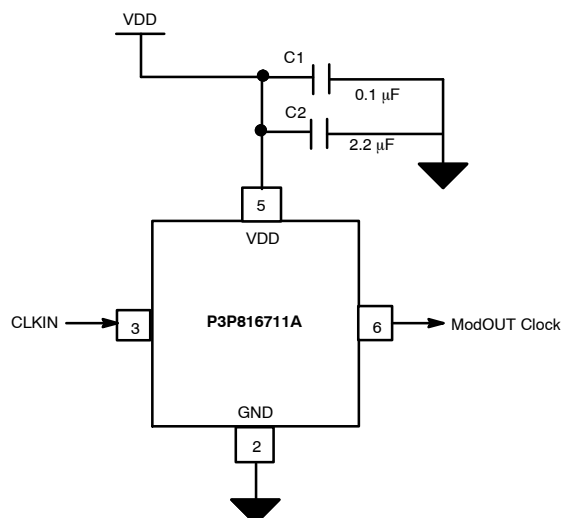 VDD
C1
0.1 μF
C2
2.2 μF
5
VDD
CLKIN
3
P3P816711A
6
ModOUT Clock
GND
2